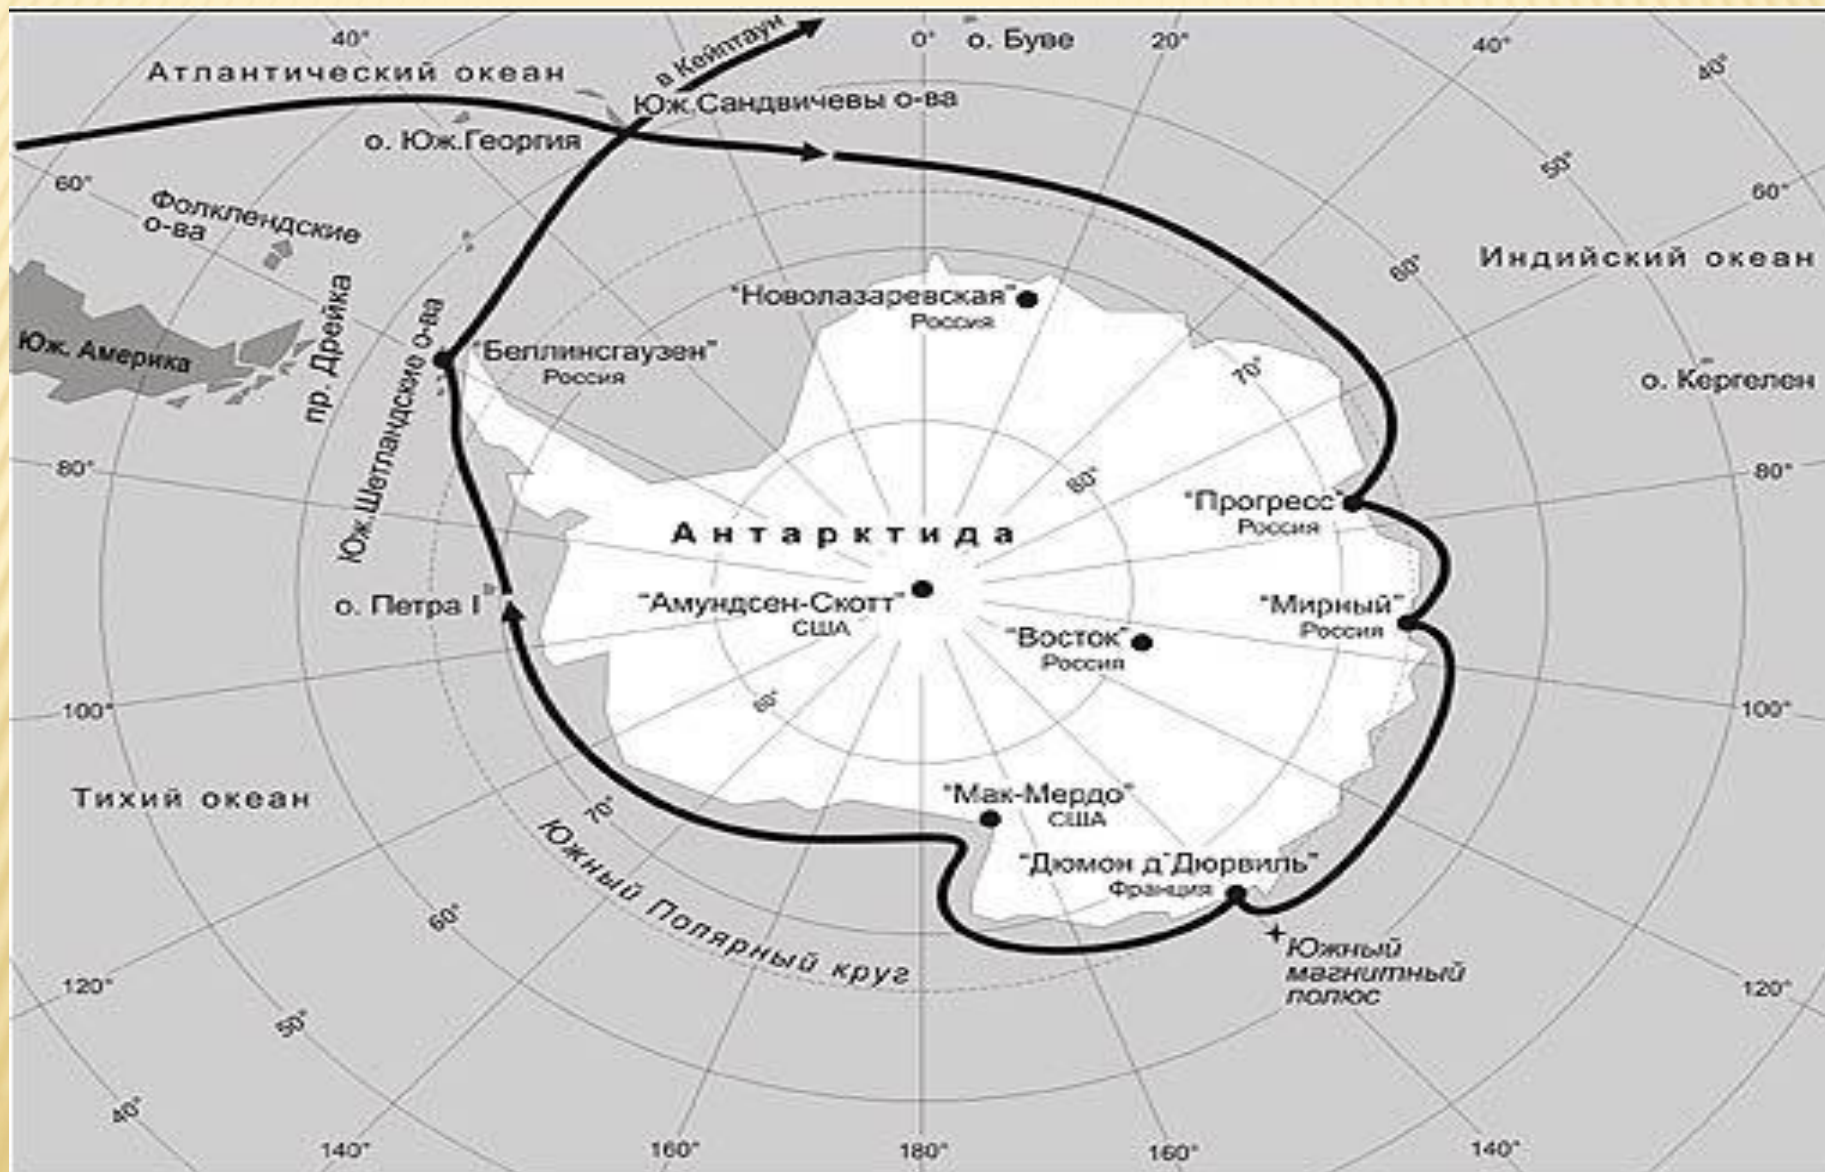 40°
в Кейптаун
0°
о. Буве
20°
40°
40°
Атлантический океан
Юж.Сандвичевы о-ва
о. Юж.Георгия
50°
60°
60°
Фолклендские
о-ва
Индийский океан
60°
"Новолазаревская"
Россия
пр. Дрейка
Юж. Америка
Юж.Шетландские о-ва
"Беллинсгаузен"
Россия
70°
о. Кергелен
80°
80°
80°
"Прогресс"
Россия
Антарктида
о. Петра I
"Амундсен-Скотт"
США
"Мирный"
Россия
"Восток"
Россия
100°
80°
100°
Тихий океан
"Мак-Мердо"
США
70°
Южный Полярный круг
"Дюмон д'Дюрвиль"
Франция
60°
Южный
магнитный
полюс
120°
50°
120°
40°
140°
160°
180°
160°
140°